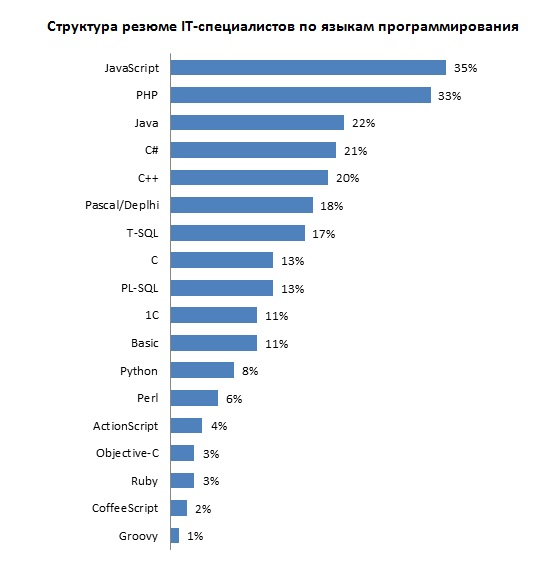 Структура резюме IT-специалистов по языкам программирования
JavaScript 35%
PHP 33%
Java 22%
C# 21%
C++ 20%
Pascal/Deplhi 18%
T-SQL 17%
C 13%
PL-SQL 13%
1C 11%
Basic 11%
Python 8%
Perl 6%
ActionScript 4%
Objective-C 3%
Ruby 3%
CoffeeScript 2%
Groovy 1%